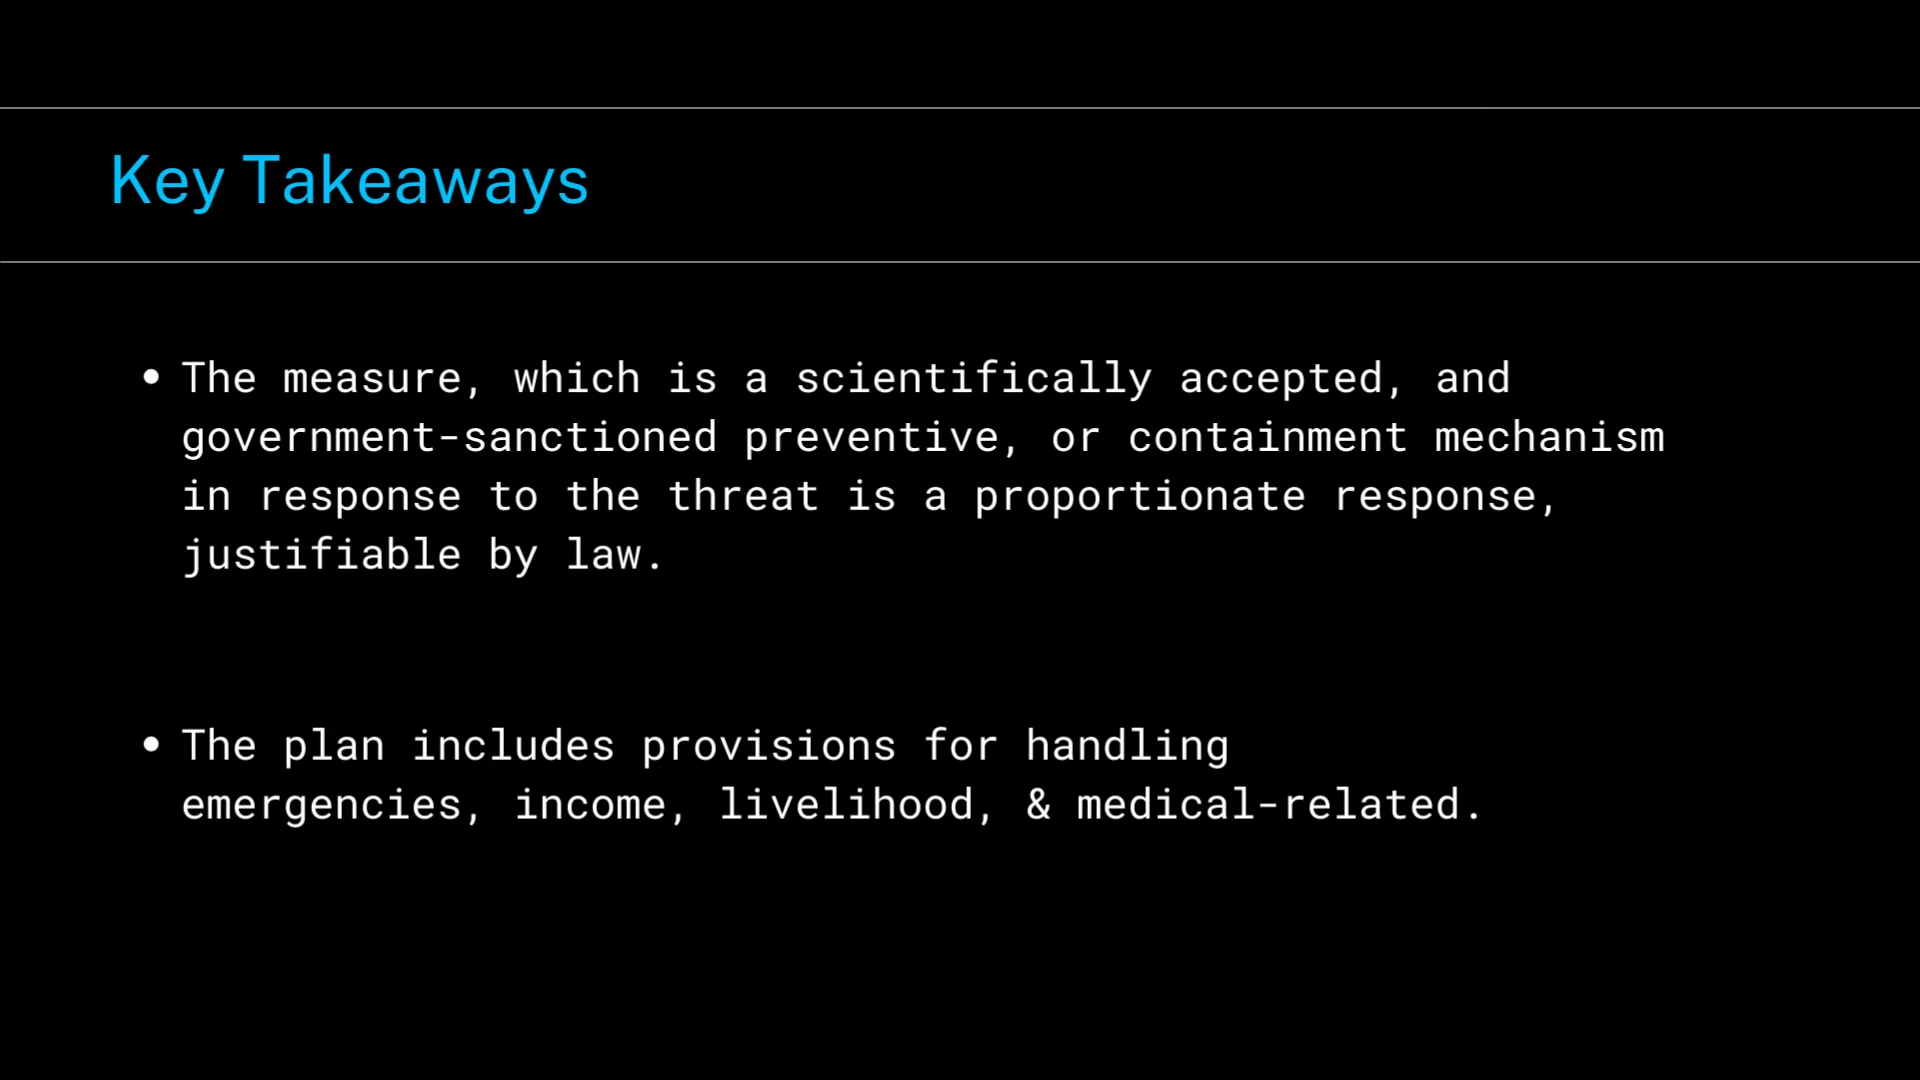 Key Takeaways
• The measure, which is a scientifically accepted, and
government-sanctioned preventive, or containment mechanism
in response to the threat is a proportionate response,
justifiable by law.
• The plan includes provisions for handling
emergencies, income, livelihood, & medical-related.